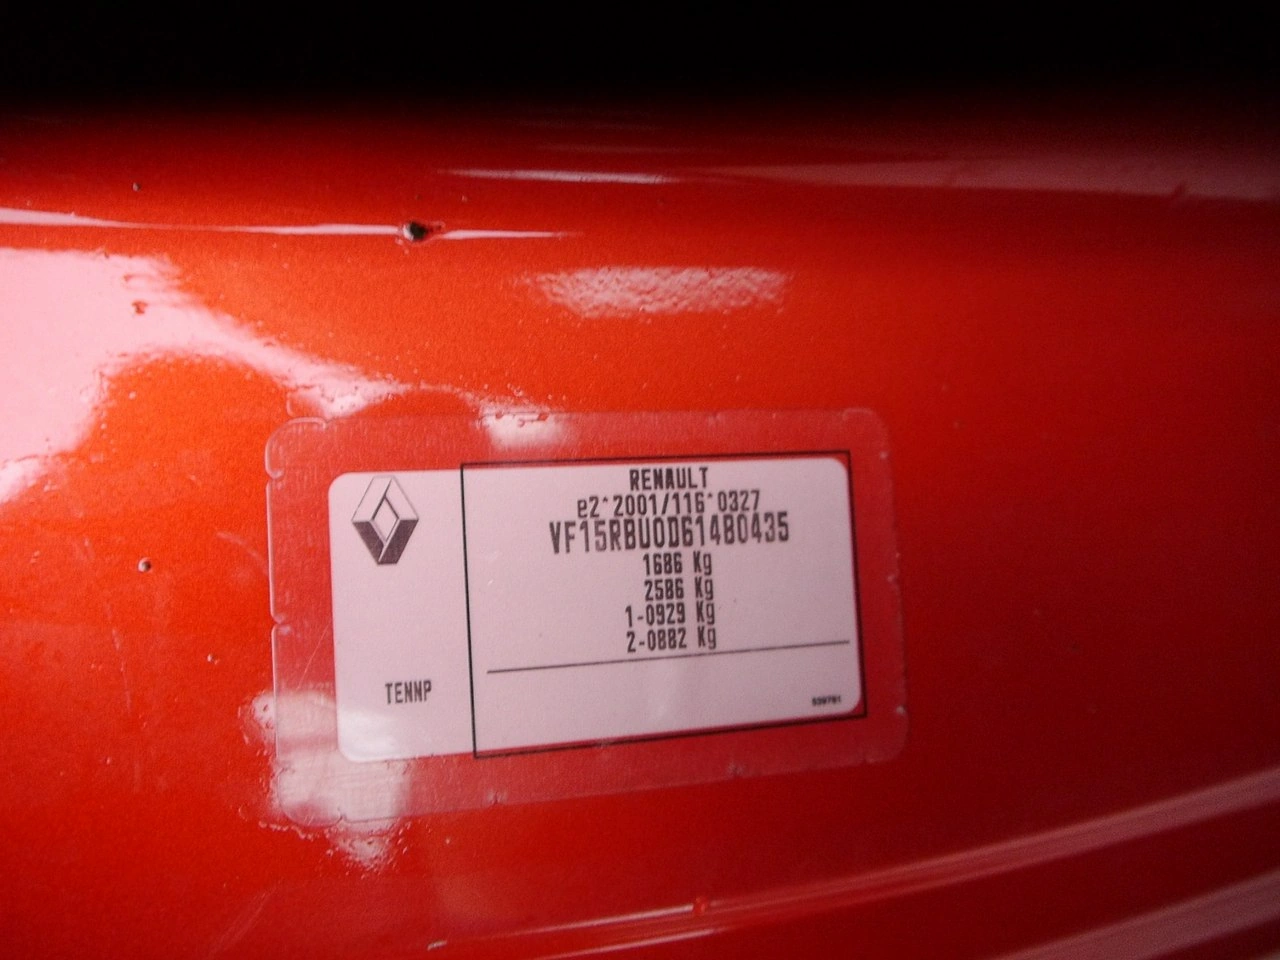 RENAULT
e2*2001/116*0327
VF15RBU0D61480435
1686 Kg
2586 Kg
1-0929 Kg
2-0882 Kg
TENNP